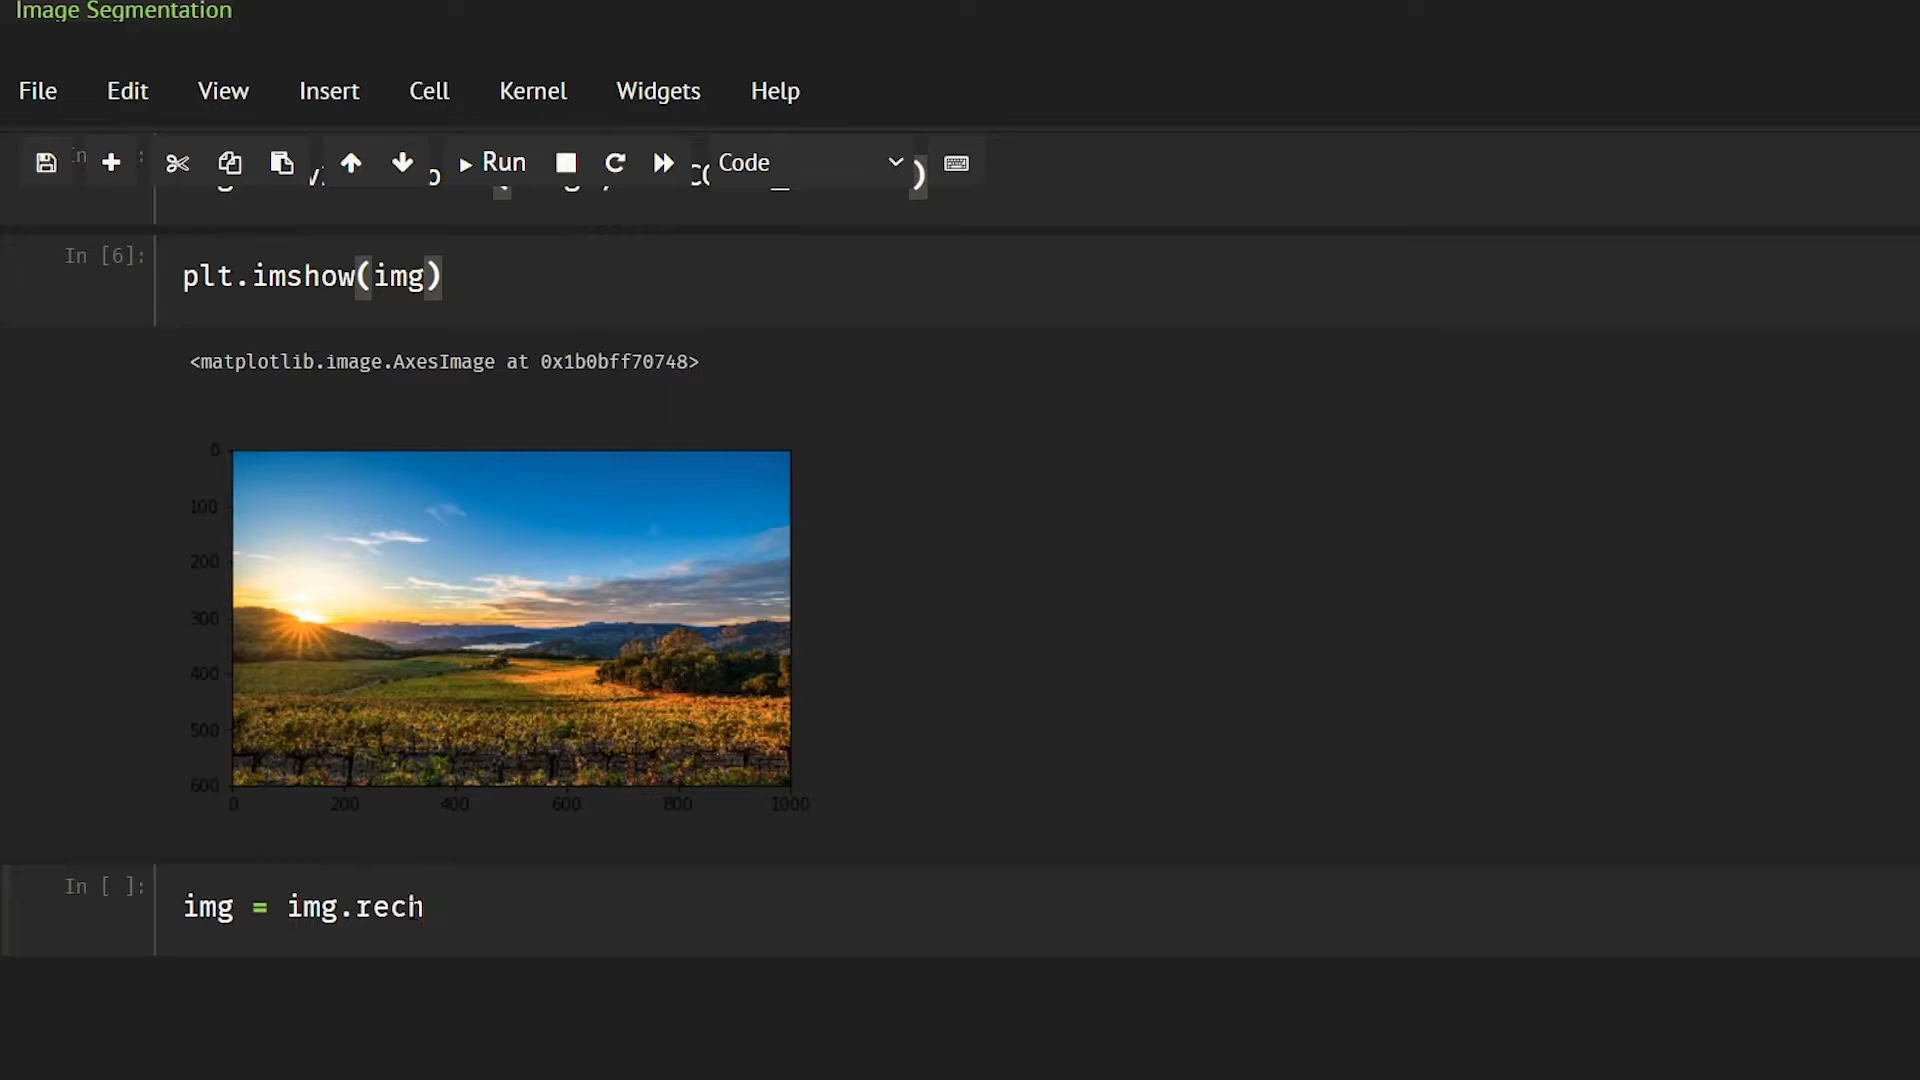 Image Segmentation
File Edit View Insert Cell Kernel Widgets Help
Run Code
In [6]: plt.imshow(img)
<matplotlib.image.AxesImage at 0x1b0bff70748>
0
100
200
300
400
500
600
0 200 400 600 800 1000
In [ ]: img = img.rech